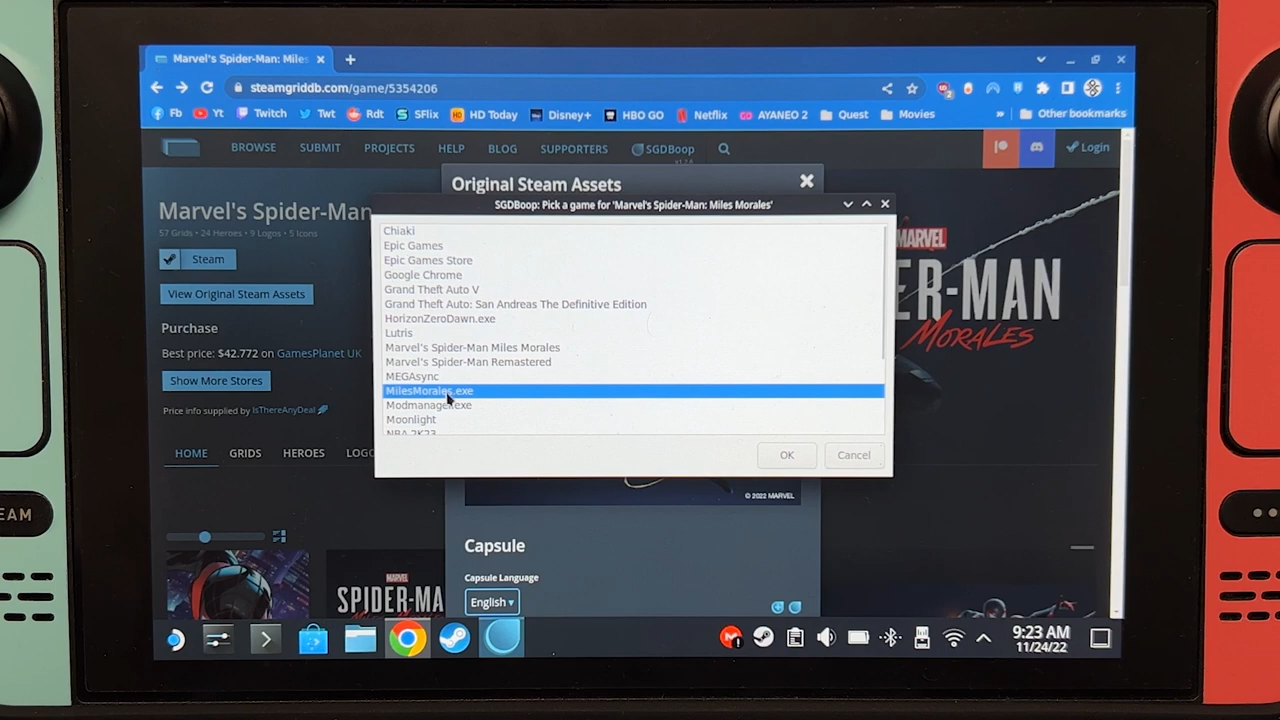 Marvel's Spider-Man: Miles
steamgriddb.com/game/5354206
Fb Yt Twitch Twt Rdt SFlix HD Today Disney+ HBO GO Netflix AYANEO 2 Quest Movies » Other bookmarks
BROWSE SUBMIT PROJECTS HELP BLOG SUPPORTERS SGDBoop Login
v1.2.6
Original Steam Assets
SGDBoop: Pick a game for 'Marvel's Spider-Man: Miles Morales'
Marvel's Spider-Man
57 Grids • 24 Heroes • 9 Logos • 5 Icons
Steam
View Original Steam Assets
Purchase
Best price: $42.772 on GamesPlanet UK
Show More Stores
Price info supplied by IsThereAnyDeal
HOME GRIDS HEROES LOGO
Chiaki
Epic Games
Epic Games Store
Google Chrome
Grand Theft Auto V
Grand Theft Auto: San Andreas The Definitive Edition
HorizonZeroDawn.exe
Lutris
Marvel's Spider-Man Miles Morales
Marvel's Spider-Man Remastered
MEGAsync
MilesMorales.exe
Modmanager.exe
Moonlight
NBA 2K23
OK Cancel
MARVEL
ER-MAN
MORALES
© 2022 MARVEL
Capsule
Capsule Language
English
MARVEL
SPIDER-MA
EAM
9:23 AM
11/24/22